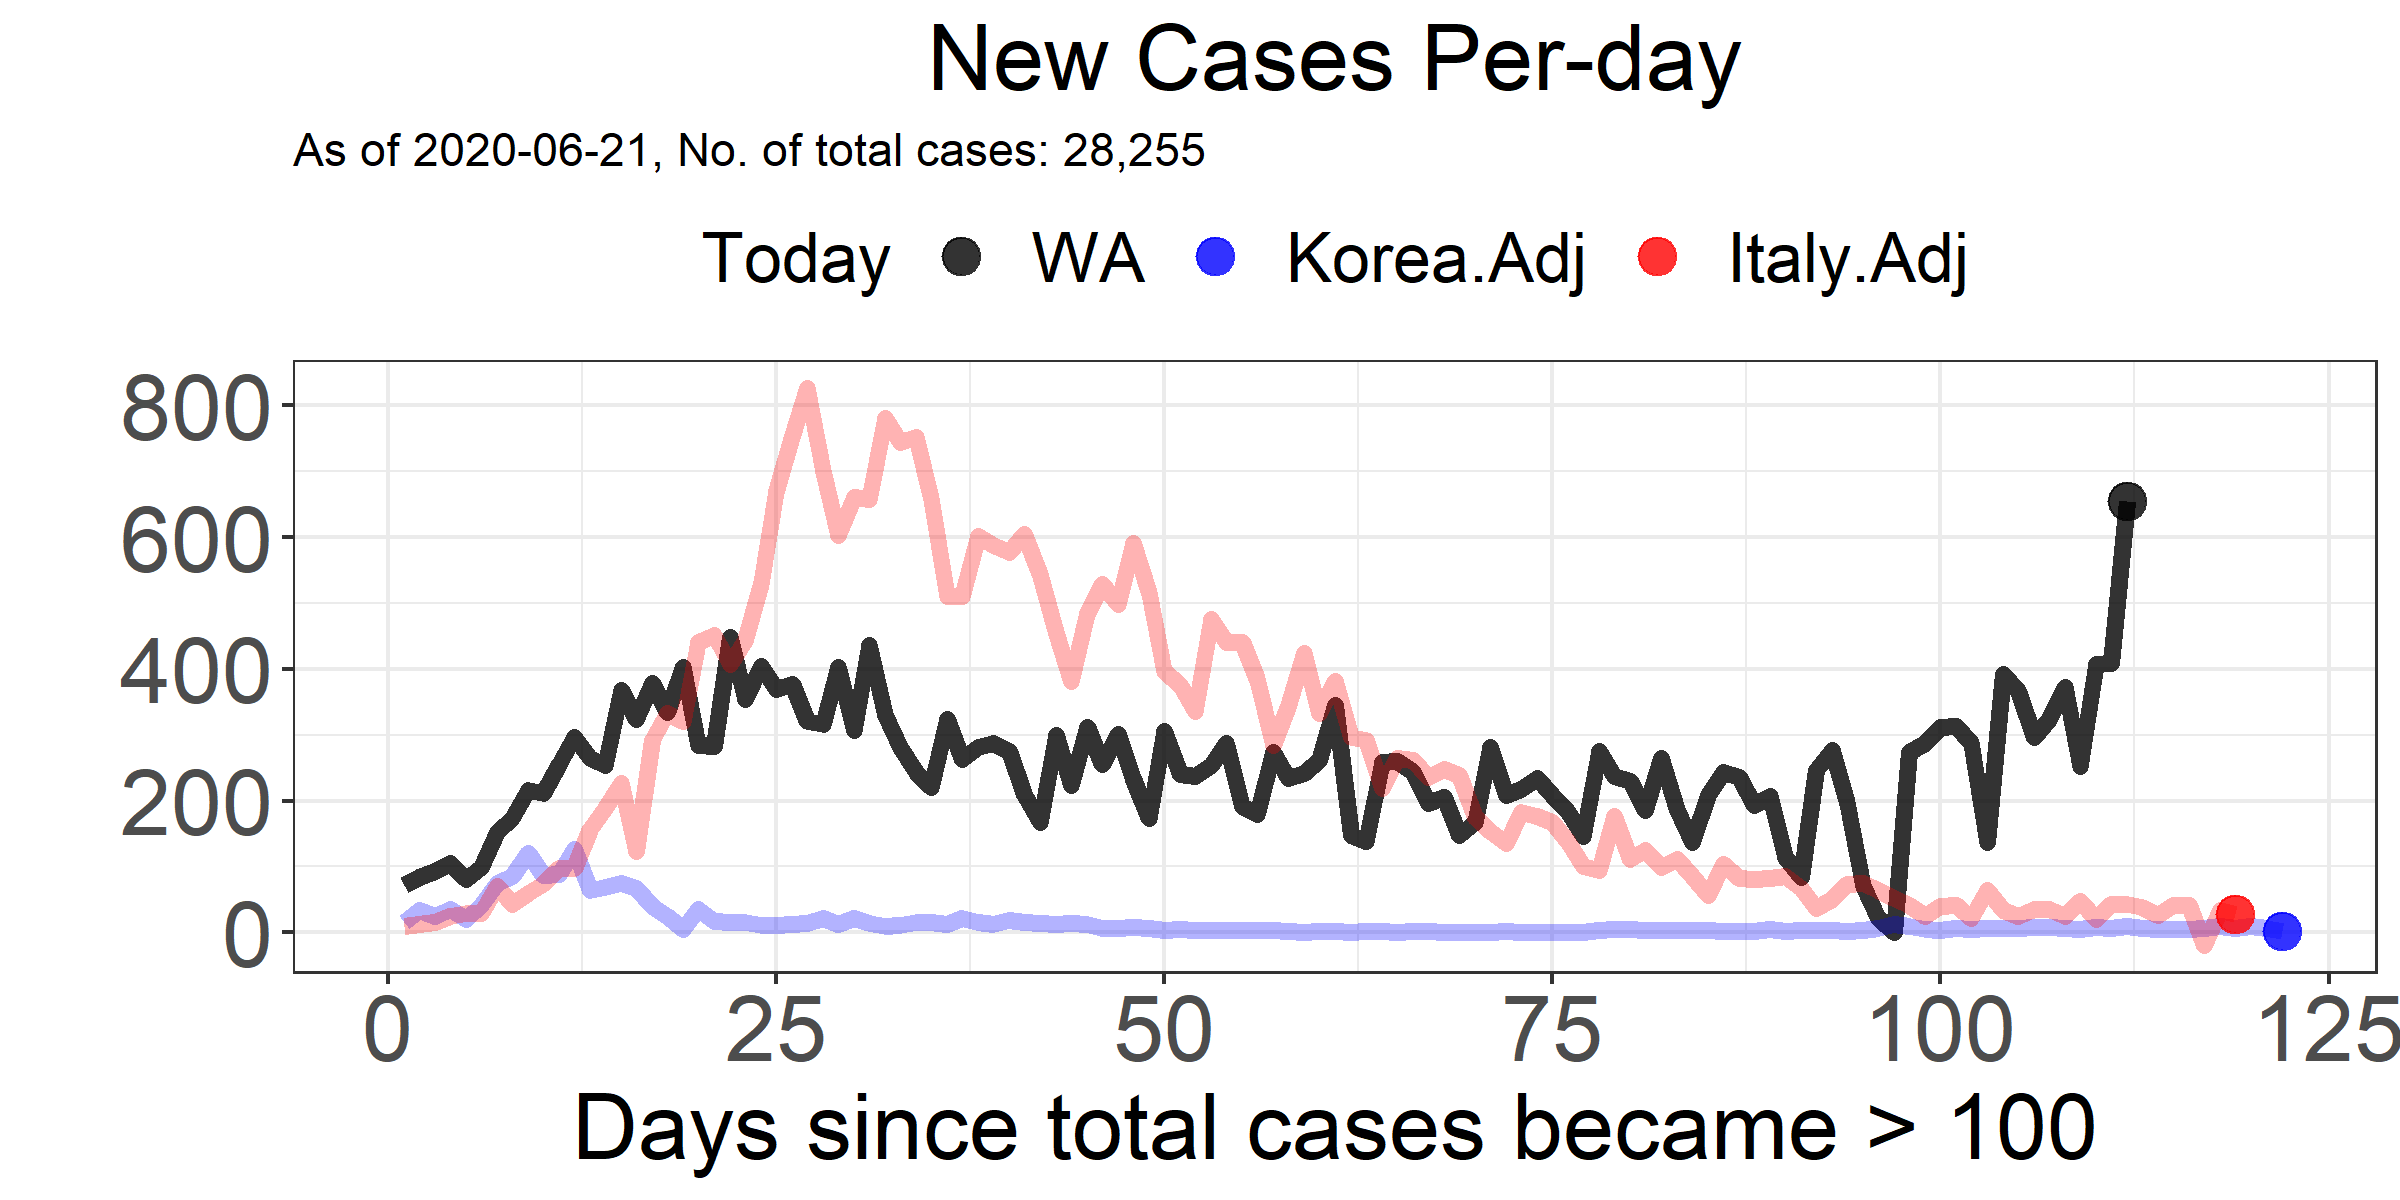 New Cases Per-day
As of 2020-06-21, No. of total cases: 28,255
Today WA Korea.Adj Italy.Adj
800
600
400
200
0
0 25 50 75 100 125
Days since total cases became > 100